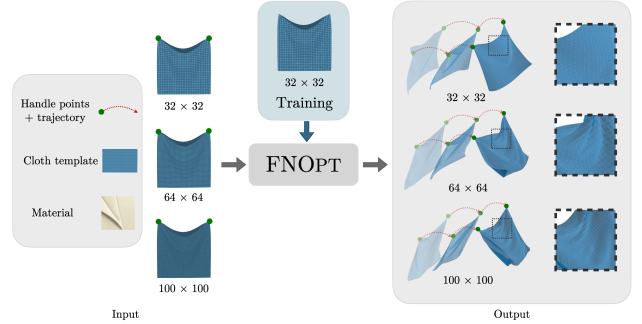 Handle points
+ trajectory
Cloth template
Material
32 × 32
64 × 64
100 × 100
Input
32 × 32
Training
FNOPT
32 × 32
64 × 64
100 × 100
Output